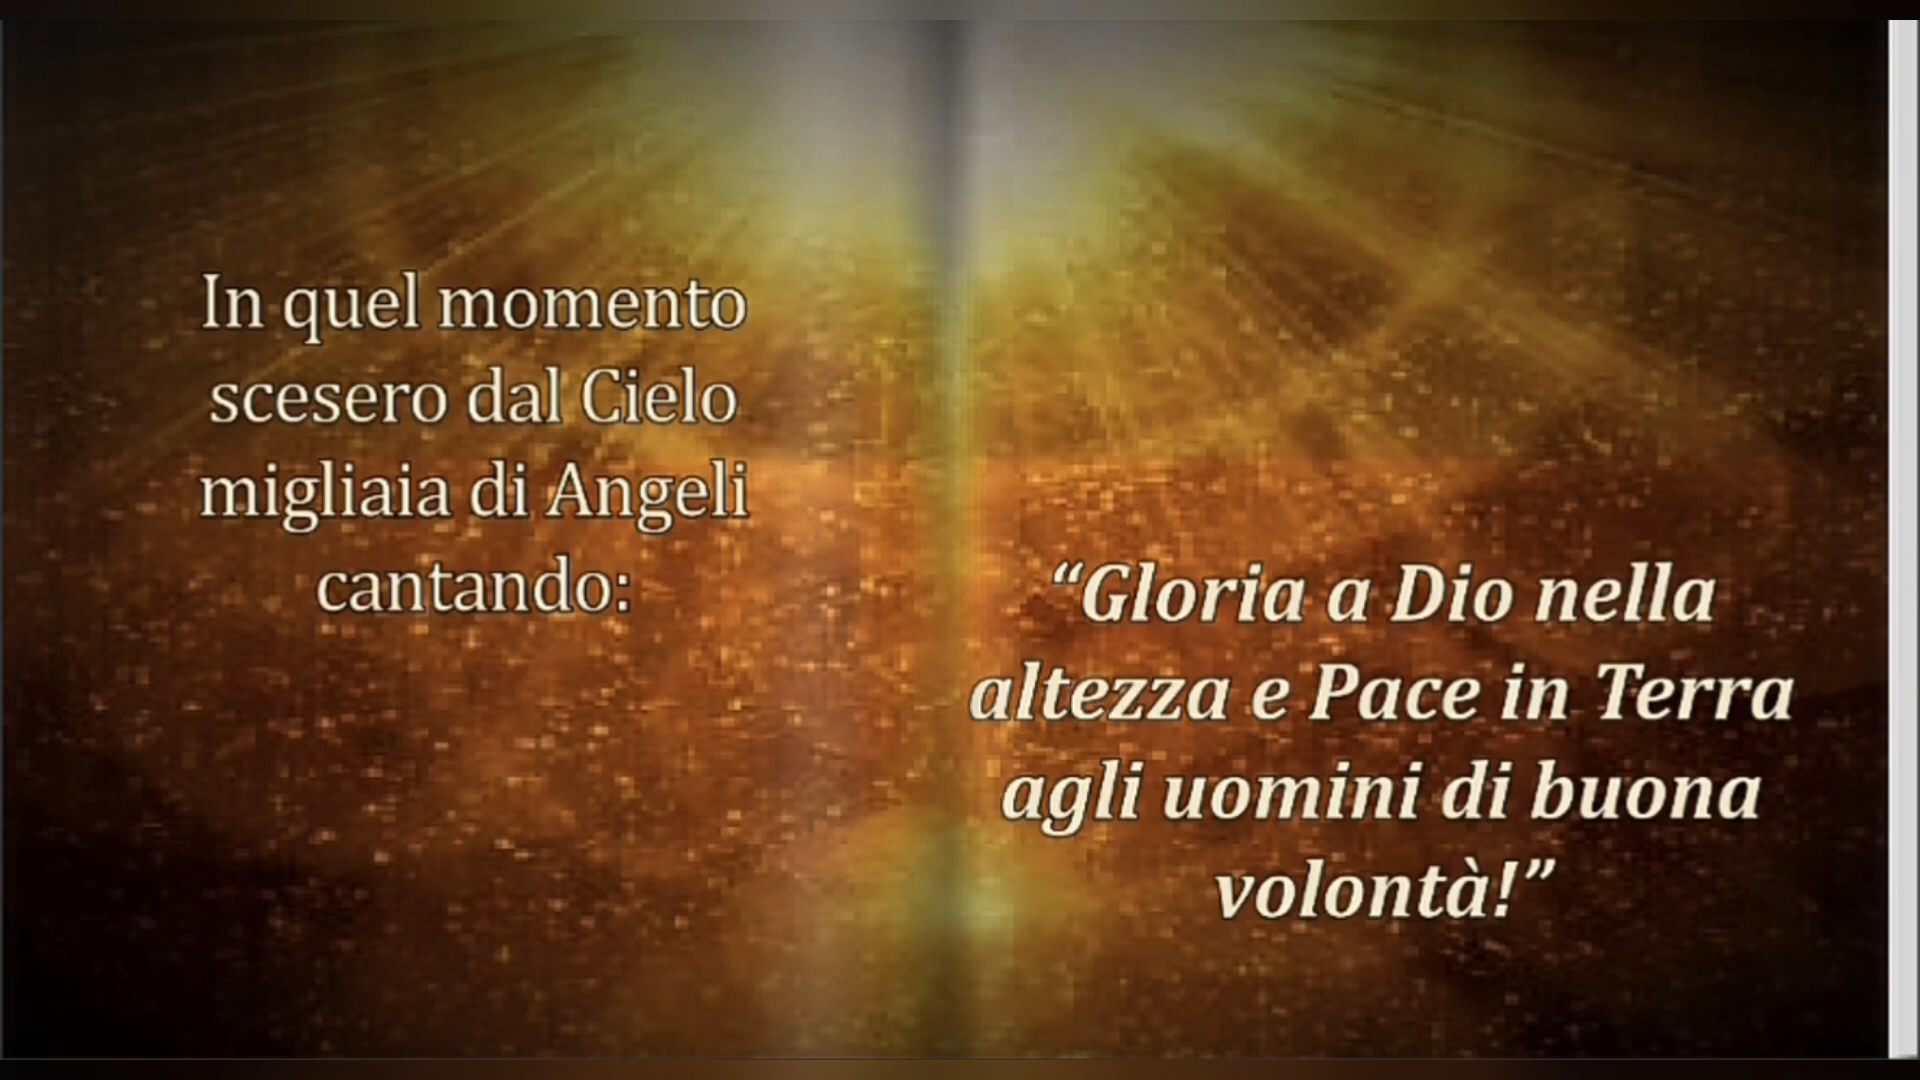 In quel momento
scesero dal Cielo
migliaia di Angeli
cantando:
“Gloria a Dio nella
altezza e Pace in Terra
agli uomini di buona
volontà!”